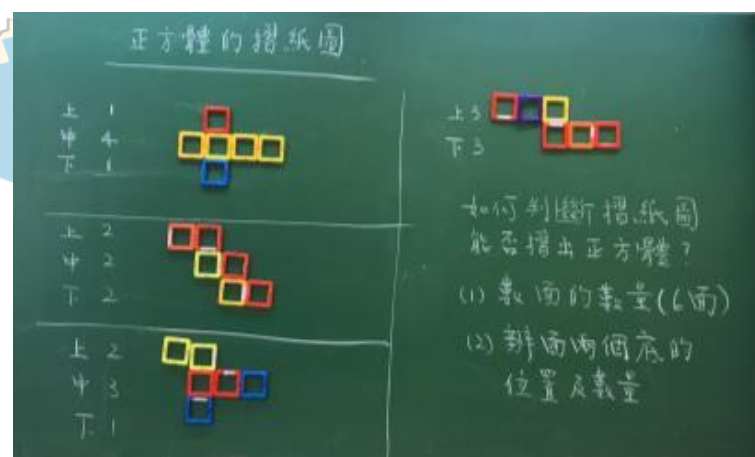 正方體的摺紙圖
上 1
中 4
下 1
上 2
中 2
下 2
上 2
中 3
下 1
上 3
下 3
如何判斷摺紙圖
能否摺出正方體?
(1) 數面的數量(6面)
(2) 辨面兩個底的
位置及數量